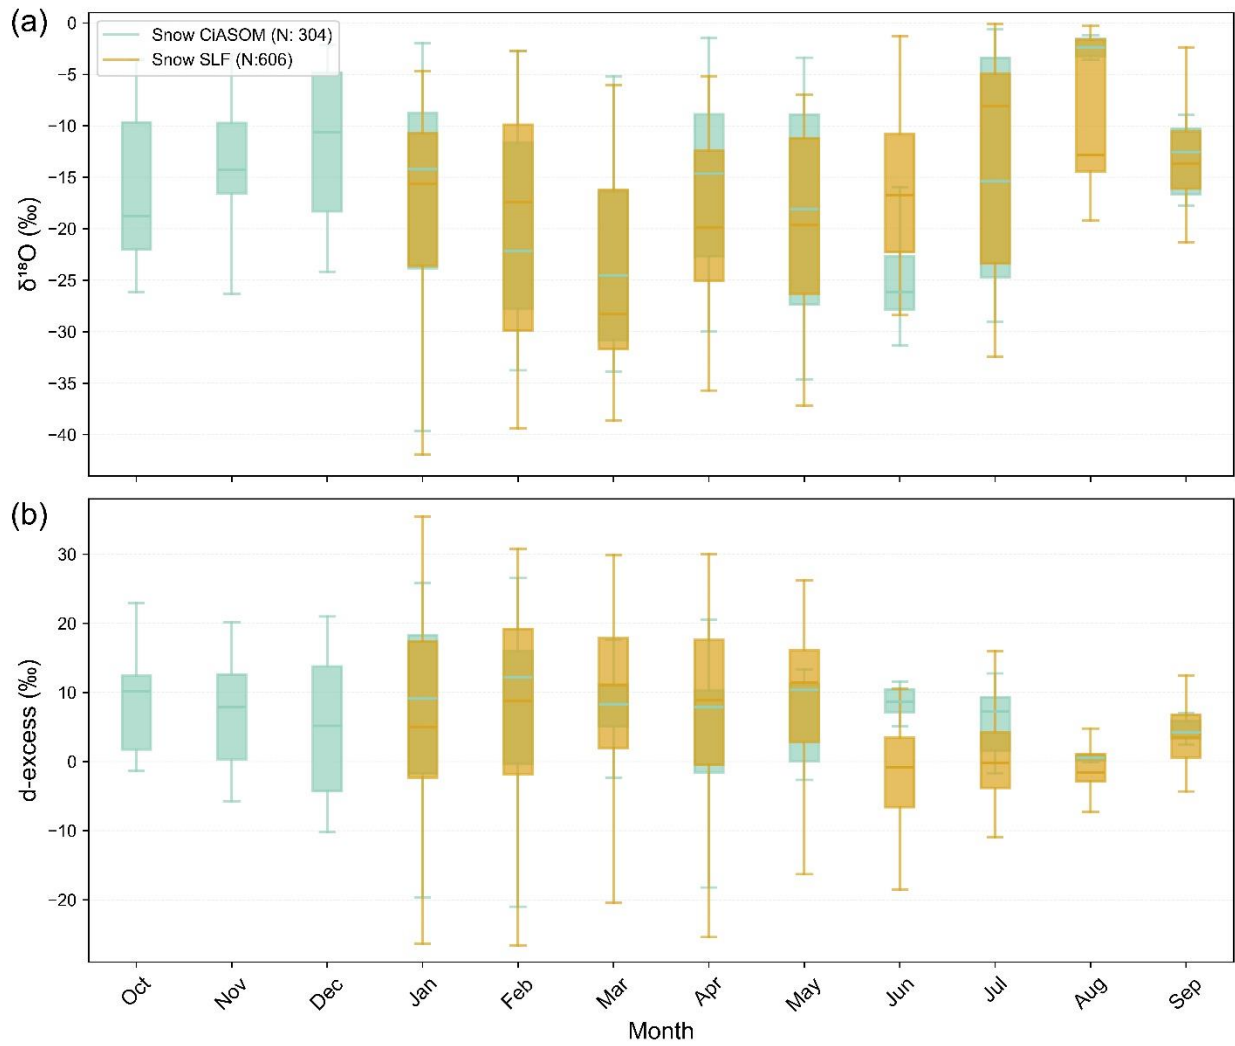 (a)
Snow CiASOM (N: 304)
Snow SLF (N:606)
0
−5
−10
−15
−20
−25
−30
−35
−40
δ¹⁸O (‰)
(b)
30
20
10
0
−10
−20
d-excess (‰)
Oct
Nov
Dec
Jan
Feb
Mar
Apr
May
Jun
Jul
Aug
Sep
Month